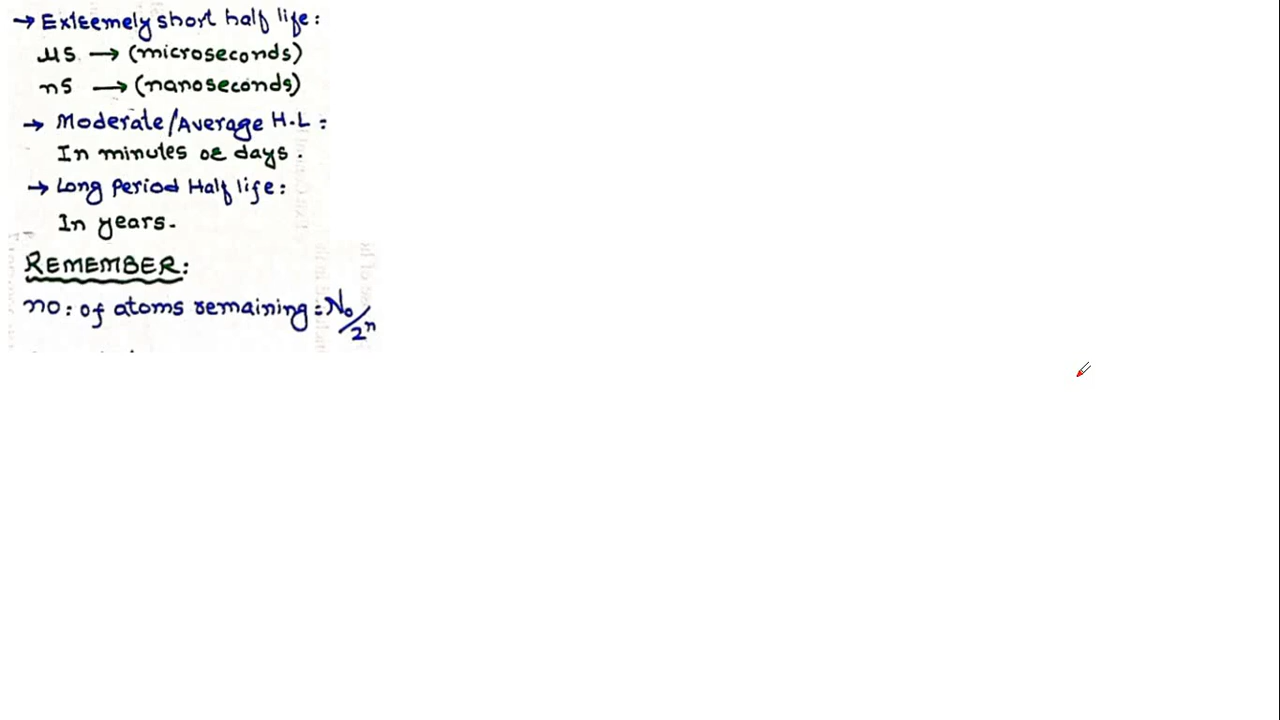 → Extremely short half life:
μs → (microseconds)
ns → (nanoseconds)
→ Moderate/Average H.L:
In minutes or days.
→ Long Period Half life:
In years.
REMEMBER:
no: of atoms remaining = N₀/2ⁿ